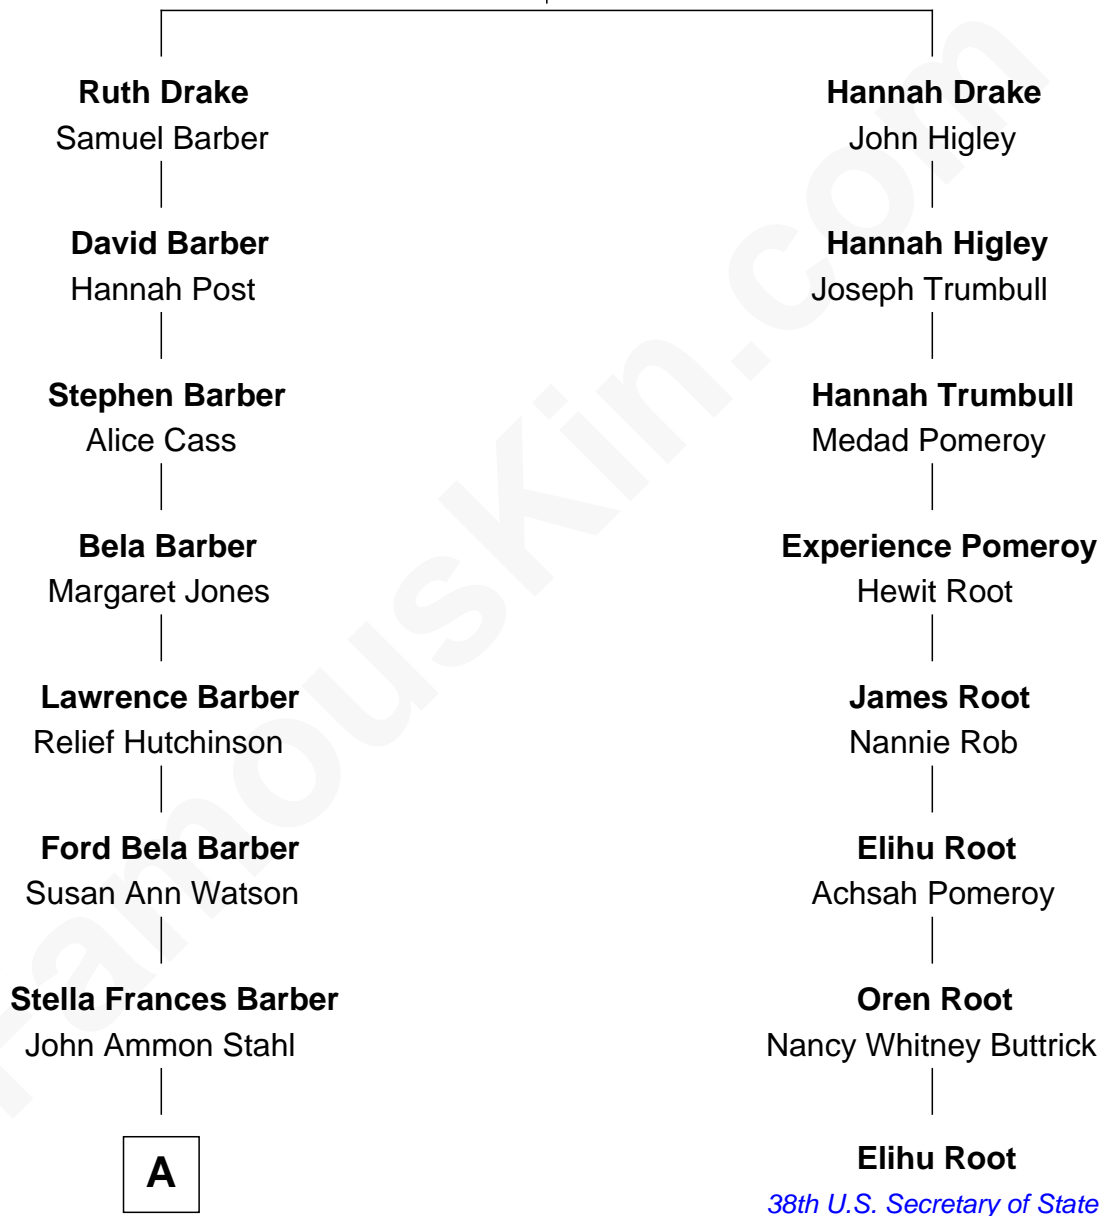 Ruth Drake
Samuel Barber
David Barber
Hannah Post
Stephen Barber
Alice Cass
Bela Barber
Margaret Jones
Lawrence Barber
Relief Hutchinson
Ford Bela Barber
Susan Ann Watson
Stella Frances Barber
John Ammon Stahl
A
Hannah Drake
John Higley
Hannah Higley
Joseph Trumbull
Hannah Trumbull
Medad Pomeroy
Experience Pomeroy
Hewit Root
James Root
Nannie Rob
Elihu Root
Achsah Pomeroy
Oren Root
Nancy Whitney Buttrick
Elihu Root
38th U.S. Secretary of State
FamousKin.com